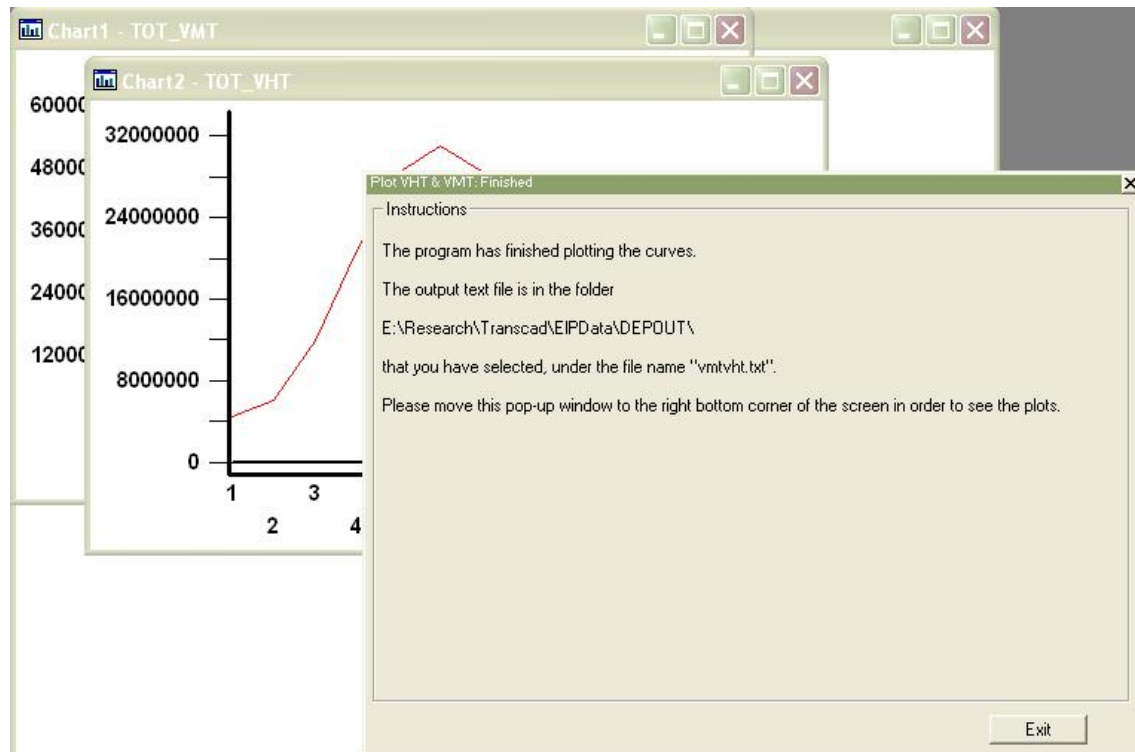 Chart1 - TOT_VMT
60000
48000
36000
24000
12000
Chart2 - TOT_VHT
32000000
24000000
16000000
8000000
0
1
3
2
4
Plot VHT & VMT: Finished
Instructions
The program has finished plotting the curves.
The output text file is in the folder
E:\Research\Transcad\EIPData\DEPOUT\
that you have selected, under the file name "vmtvht.txt".
Please move this pop-up window to the right bottom corner of the screen in order to see the plots.
Exit